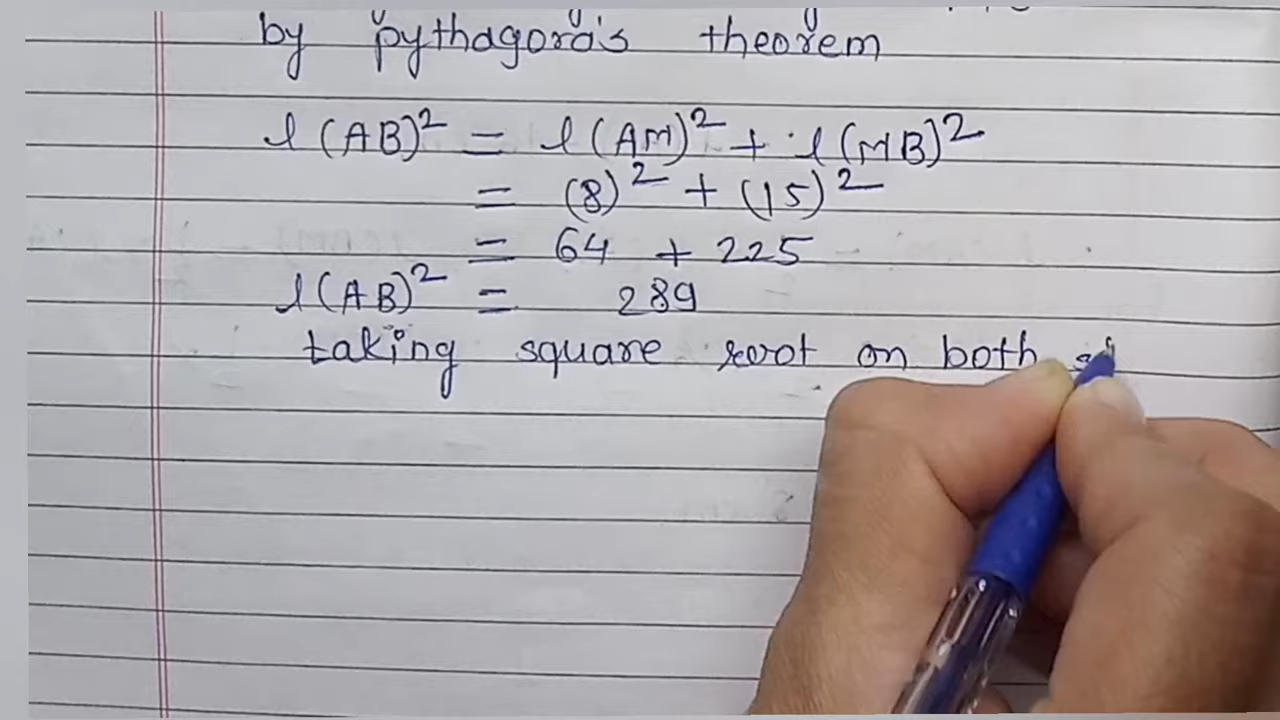 by pythagora's theorem
l(AB)² = l(AM)² + l(MB)²
= (8)² + (15)²
= 64 + 225
l(AB)² = 289
taking square root on both